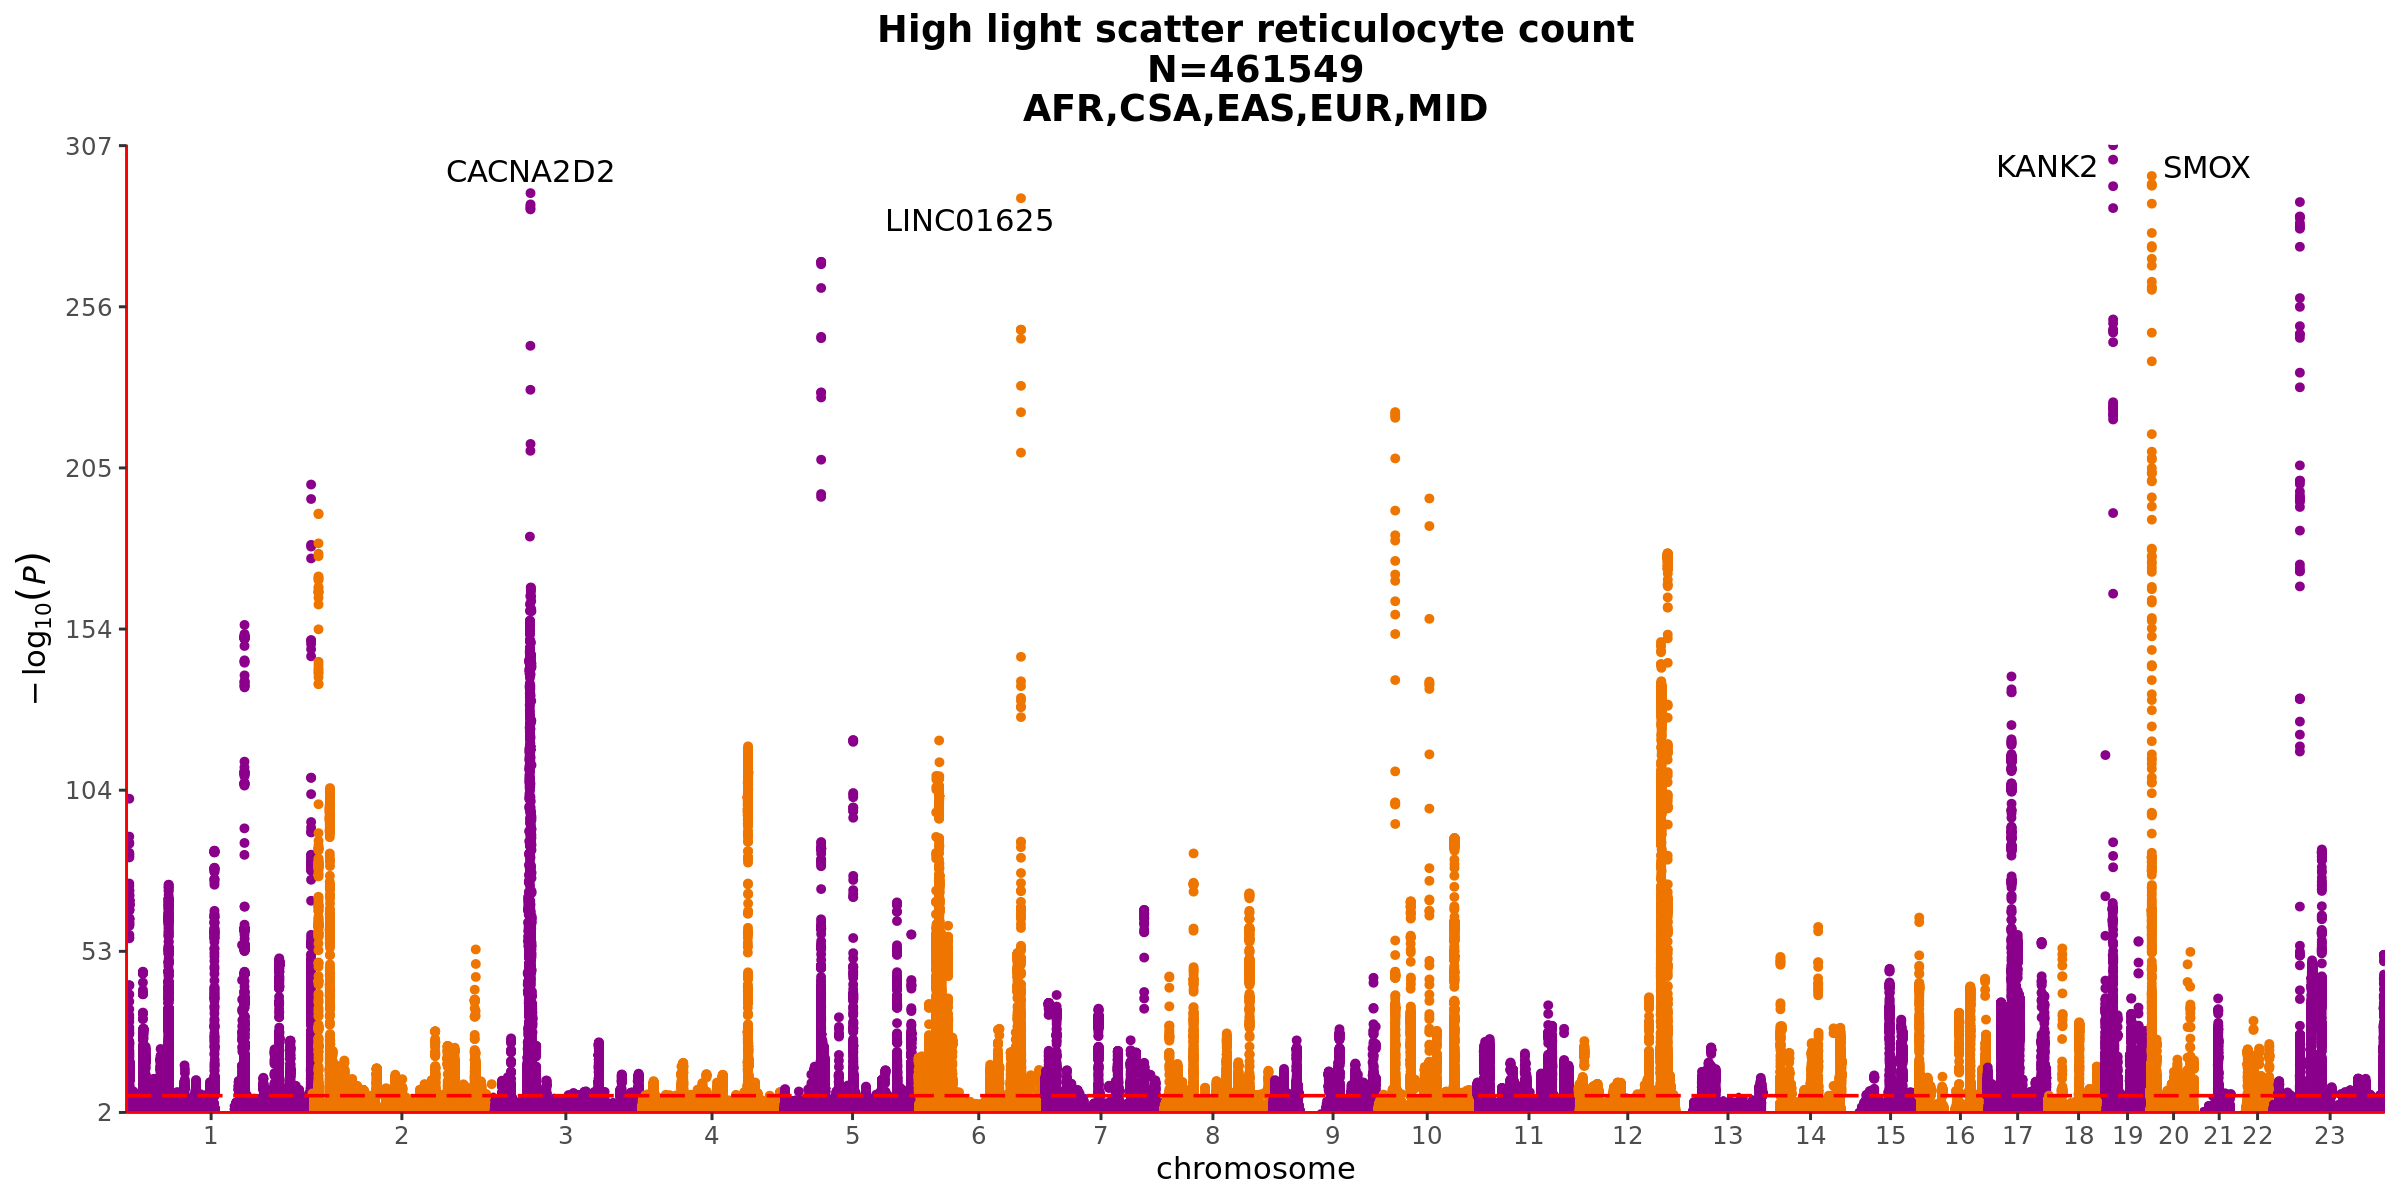 High light scatter reticulocyte count
N=461549
AFR,CSA,EAS,EUR,MID
307
256
205
154
104
53
2
−log10(P)
CACNA2D2
LINC01625
KANK2
SMOX
1 2 3 4 5 6 7 8 9 10 11 12 13 14 15 16 17 18 19 20 21 22 23
chromosome